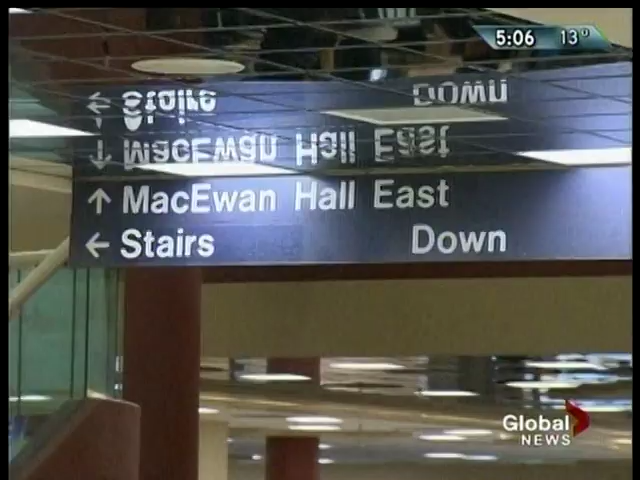 5:06 13°
↑ MacEwan Hall East
← Stairs Down
Global
NEWS